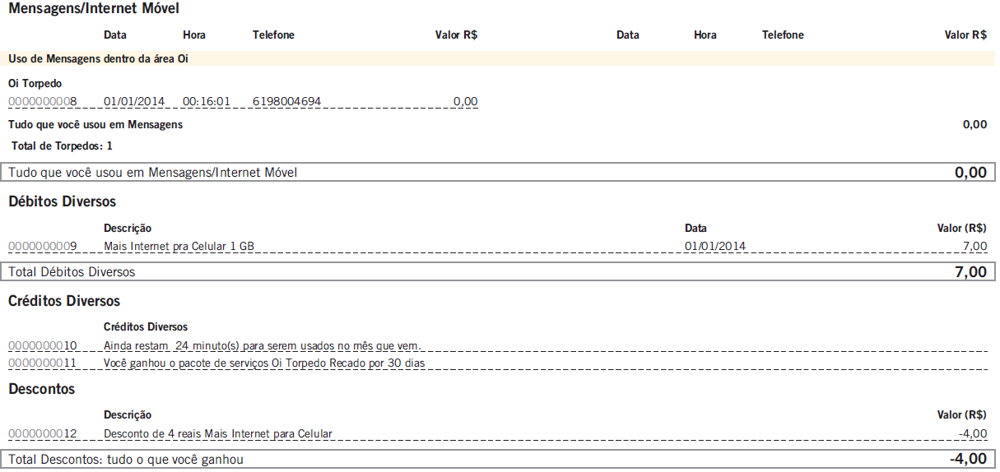 Mensagens/Internet Móvel
Data Hora Telefone Valor R$ Data Hora Telefone Valor R$
Uso de Mensagens dentro da área Oi
Oi Torpedo
0000000008 01/01/2014 00:16:01 6198004694 0,00
Tudo que você usou em Mensagens 0,00
Total de Torpedos: 1
Tudo que você usou em Mensagens/Internet Móvel 0,00
Débitos Diversos
Descrição Data Valor (R$)
0000000009 Mais Internet pra Celular 1 GB 01/01/2014 7,00
Total Débitos Diversos 7,00
Créditos Diversos
Créditos Diversos
0000000010 Ainda restam 24 minuto(s) para serem usados no mês que vem.
0000000011 Você ganhou o pacote de serviços Oi Torpedo Recado por 30 dias
Descontos
Descrição Valor (R$)
0000000012 Desconto de 4 reais Mais Internet para Celular -4,00
Total Descontos: tudo o que você ganhou -4,00